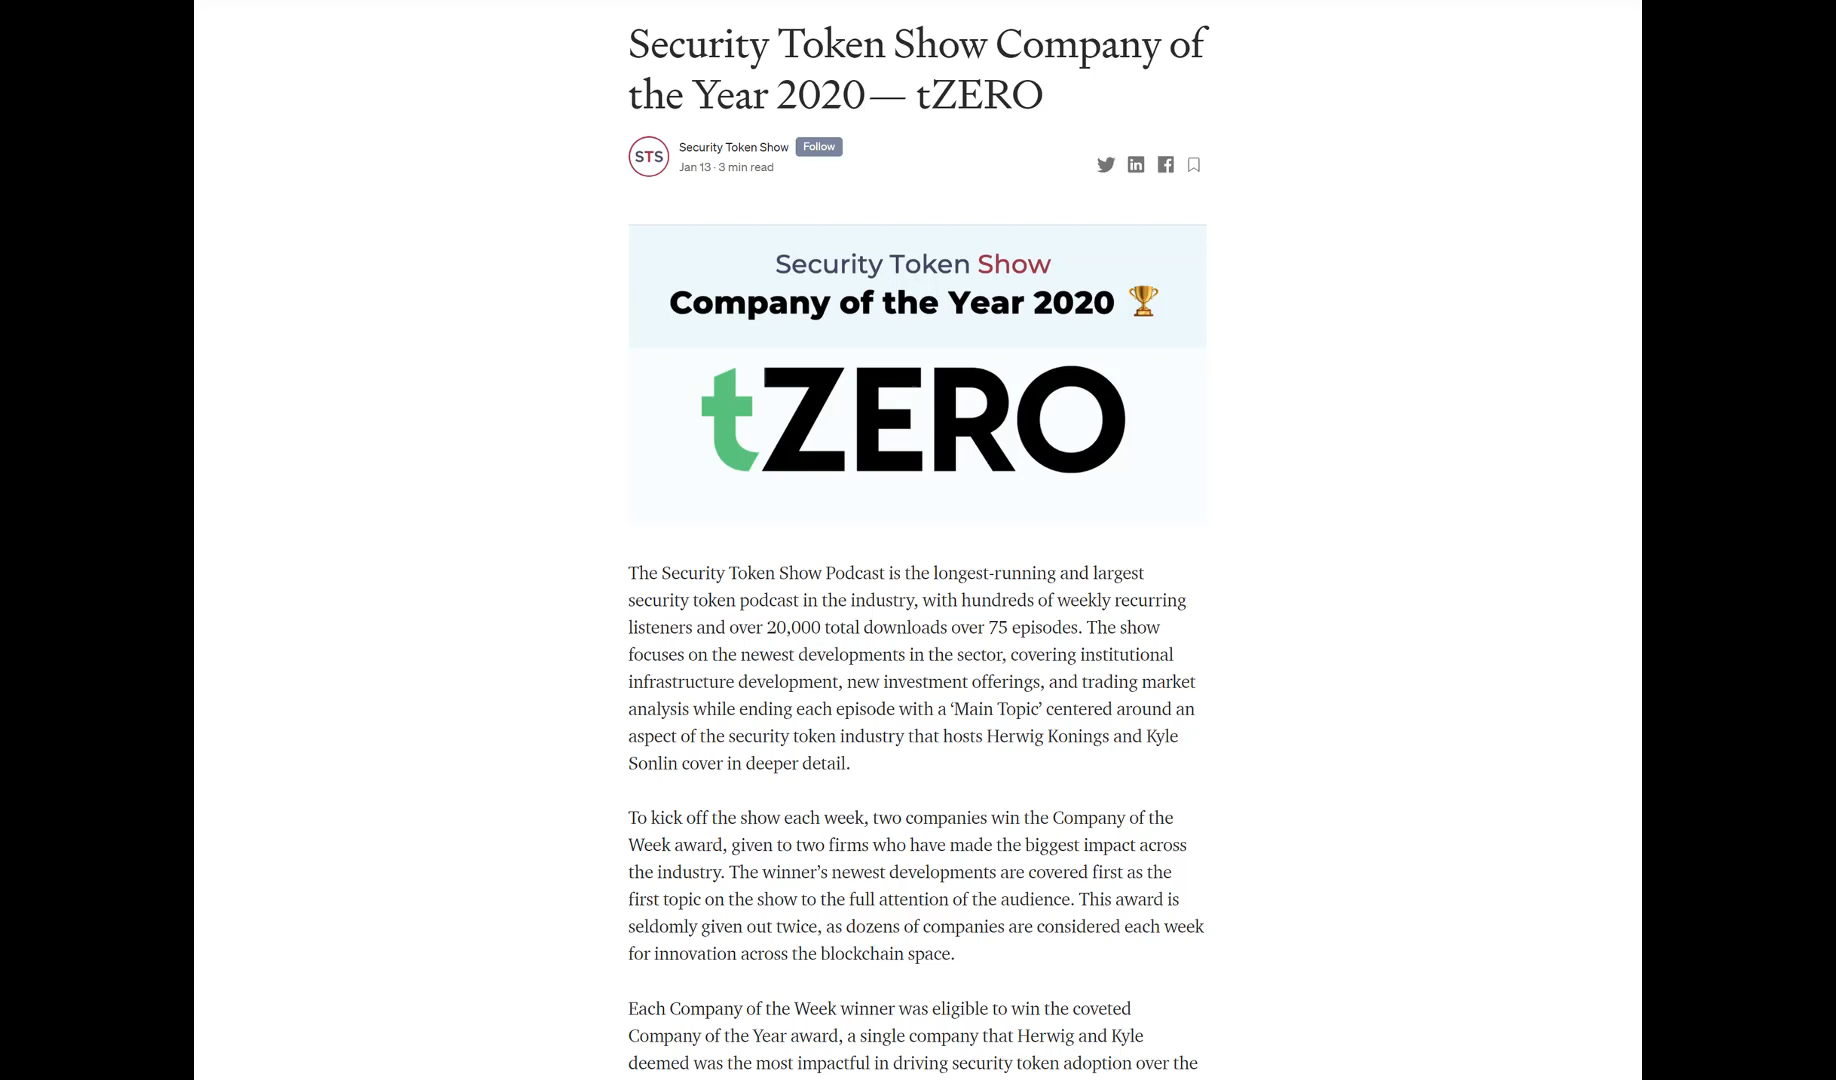 Security Token Show Company of
the Year 2020 — tZERO
STS
Security Token Show
Follow
Jan 13 · 3 min read
Security Token Show
Company of the Year 2020 🏆
tZERO
The Security Token Show Podcast is the longest-running and largest
security token podcast in the industry, with hundreds of weekly recurring
listeners and over 20,000 total downloads over 75 episodes. The show
focuses on the newest developments in the sector, covering institutional
infrastructure development, new investment offerings, and trading market
analysis while ending each episode with a ‘Main Topic’ centered around an
aspect of the security token industry that hosts Herwig Konings and Kyle
Sonlin cover in deeper detail.
To kick off the show each week, two companies win the Company of the
Week award, given to two firms who have made the biggest impact across
the industry. The winner’s newest developments are covered first as the
first topic on the show to the full attention of the audience. This award is
seldomly given out twice, as dozens of companies are considered each week
for innovation across the blockchain space.
Each Company of the Week winner was eligible to win the coveted
Company of the Year award, a single company that Herwig and Kyle
deemed was the most impactful in driving security token adoption over the